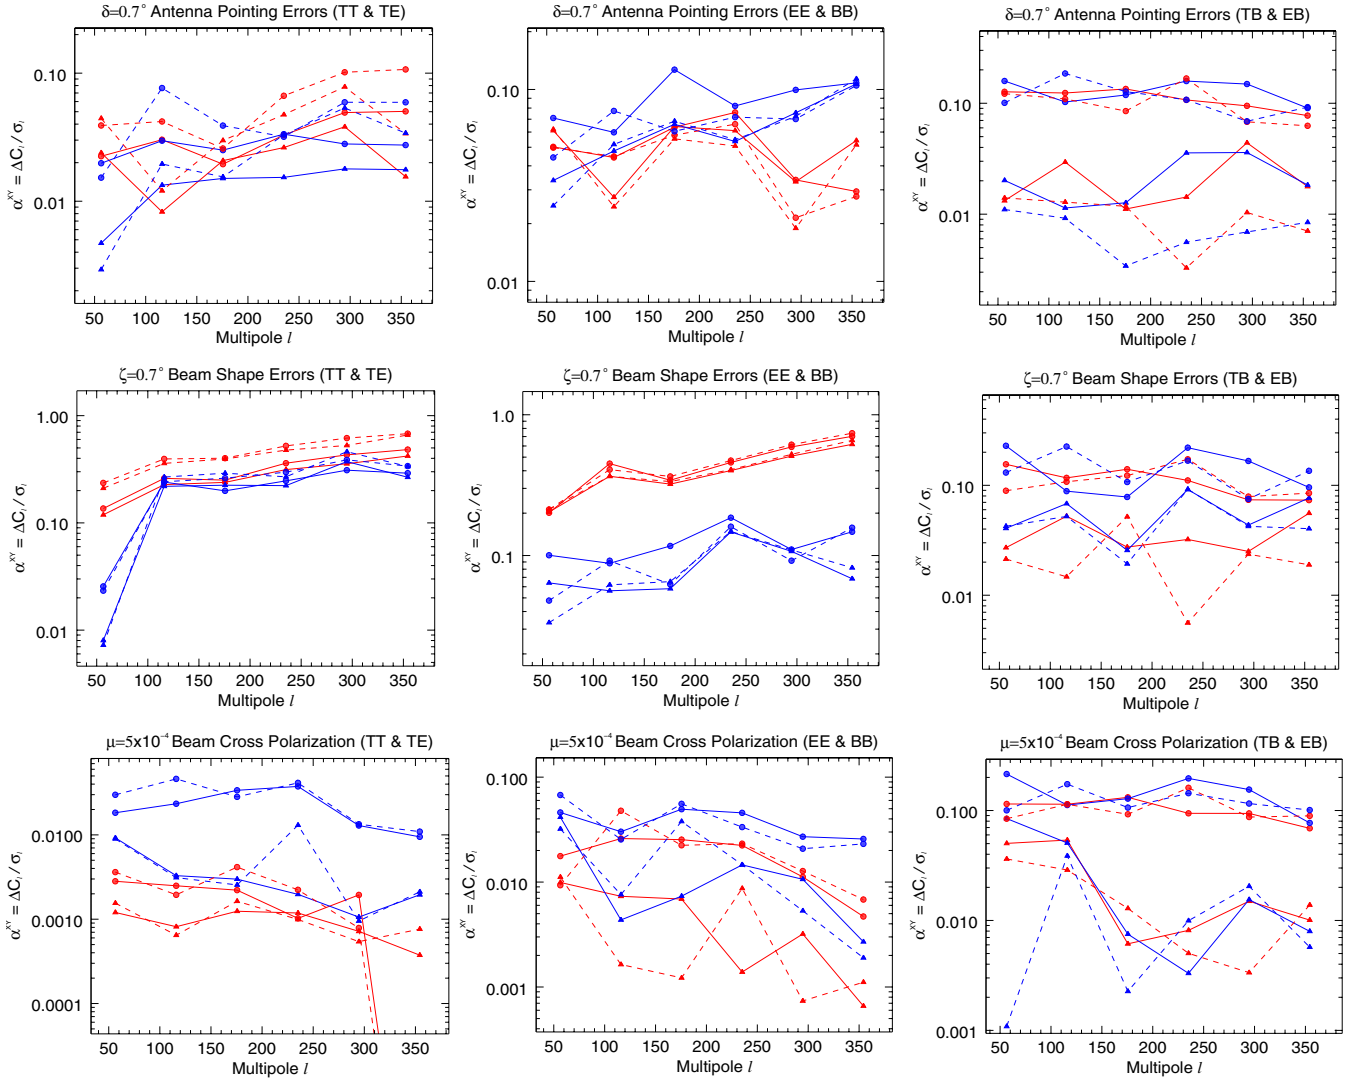 δ=0.7° Antenna Pointing Errors (TT & TE)
α^XY = ΔC_l / σ_l
0.10
0.01
50 100 150 200 250 300 350
Multipole l
δ=0.7° Antenna Pointing Errors (EE & BB)
α^XY = ΔC_l / σ_l
0.10
0.01
50 100 150 200 250 300 350
Multipole l
δ=0.7° Antenna Pointing Errors (TB & EB)
α^XY = ΔC_l / σ_l
0.10
0.01
50 100 150 200 250 300 350
Multipole l
ζ=0.7° Beam Shape Errors (TT & TE)
α^XY = ΔC_l / σ_l
1.00
0.10
0.01
50 100 150 200 250 300 350
Multipole l
ζ=0.7° Beam Shape Errors (EE & BB)
α^XY = ΔC_l / σ_l
1.0
0.1
50 100 150 200 250 300 350
Multipole l
ζ=0.7° Beam Shape Errors (TB & EB)
α^XY = ΔC_l / σ_l
0.10
0.01
50 100 150 200 250 300 350
Multipole l
μ=5x10⁻⁴ Beam Cross Polarization (TT & TE)
α^XY = ΔC_l / σ_l
0.0100
0.0010
0.0001
50 100 150 200 250 300 350
Multipole l
μ=5x10⁻⁴ Beam Cross Polarization (EE & BB)
α^XY = ΔC_l / σ_l
0.100
0.010
0.001
50 100 150 200 250 300 350
Multipole l
μ=5x10⁻⁴ Beam Cross Polarization (TB & EB)
α^XY = ΔC_l / σ_l
0.100
0.010
0.001
50 100 150 200 250 300 350
Multipole l